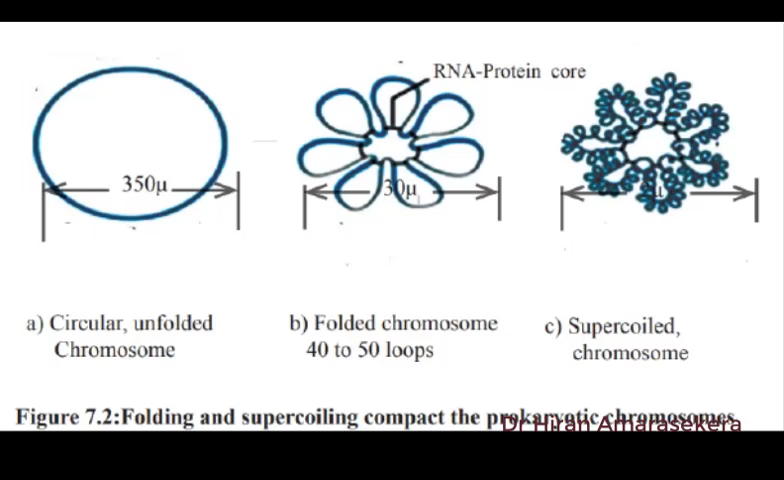 RNA-Protein core
350µ
30µ
µ
a) Circular, unfolded
Chromosome
b) Folded chromosome
40 to 50 loops
c) Supercoiled,
chromosome
Figure 7.2:Folding and supercoiling compact the prokaryotic chromosomes
Dr Hiran Amarasekera